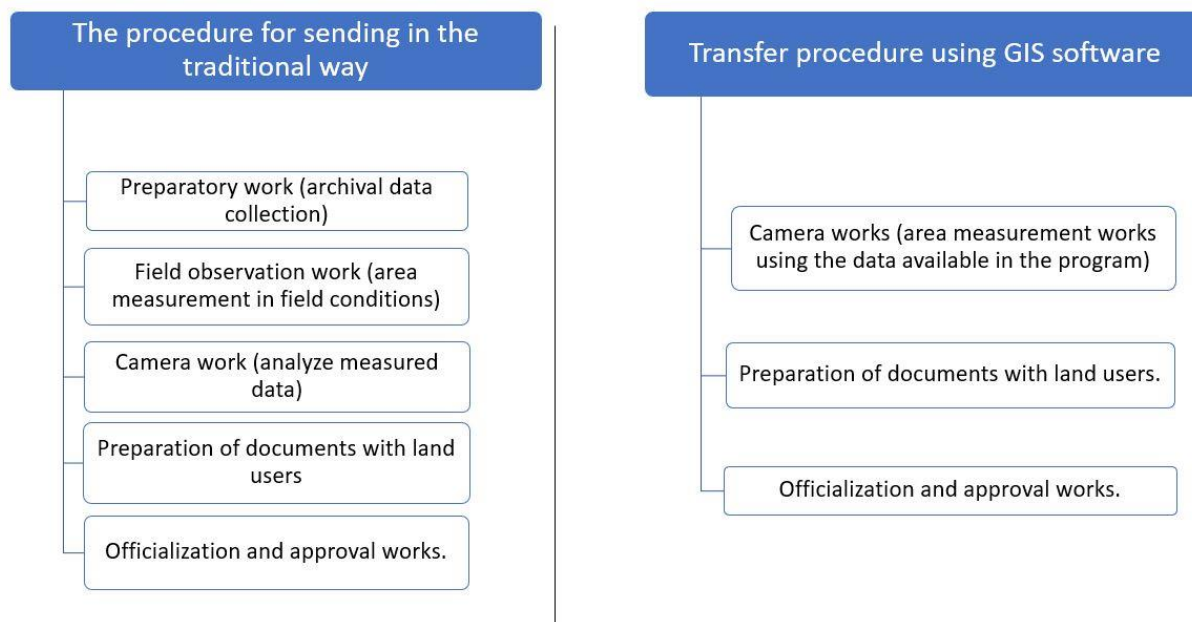 The procedure for sending in the
traditional way
Preparatory work (archival data
collection)
Field observation work (area
measurement in field conditions)
Camera work (analyze measured
data)
Preparation of documents with land
users
Officialization and approval works.
Transfer procedure using GIS software
Camera works (area measurement works
using the data available in the program)
Preparation of documents with land users.
Officialization and approval works.